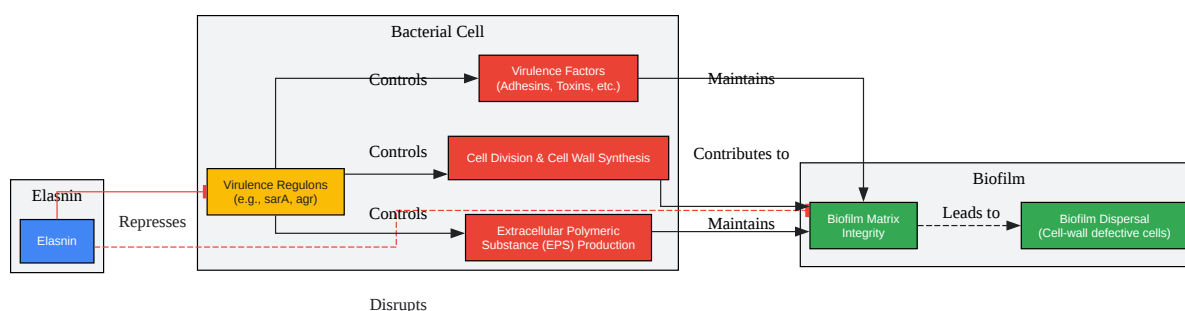 Bacterial Cell
Virulence Factors
(Adhesins, Toxins, etc.)
Controls
Maintains
Controls
Cell Division & Cell Wall Synthesis
Contributes to
Elasnin
Virulence Regulons
(e.g., sarA, agr)
Biofilm
Represses
Controls
Elasnin
Extracellular Polymeric
Substance (EPS) Production
Maintains
Biofilm Matrix
Integrity
Leads to
Biofilm Dispersal
(Cell-wall defective cells)
Disrupts